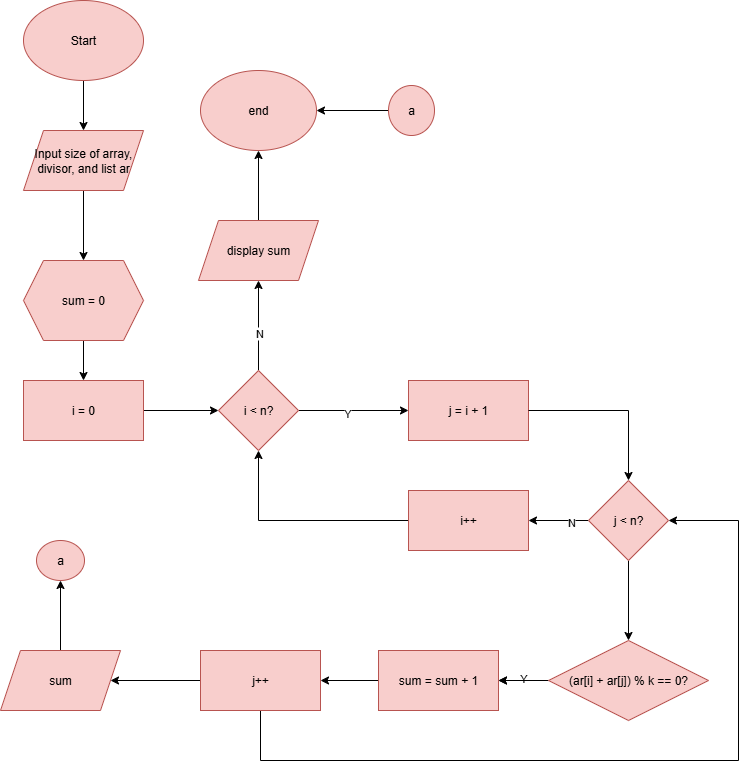 Start
end
a
Input size of array,
divisor, and list ar
display sum
sum = 0
N
i = 0
i < n?
Y
j = i + 1
i++
N
j < n?
a
sum
j++
sum = sum + 1
Y
(ar[i] + ar[j]) % k == 0?